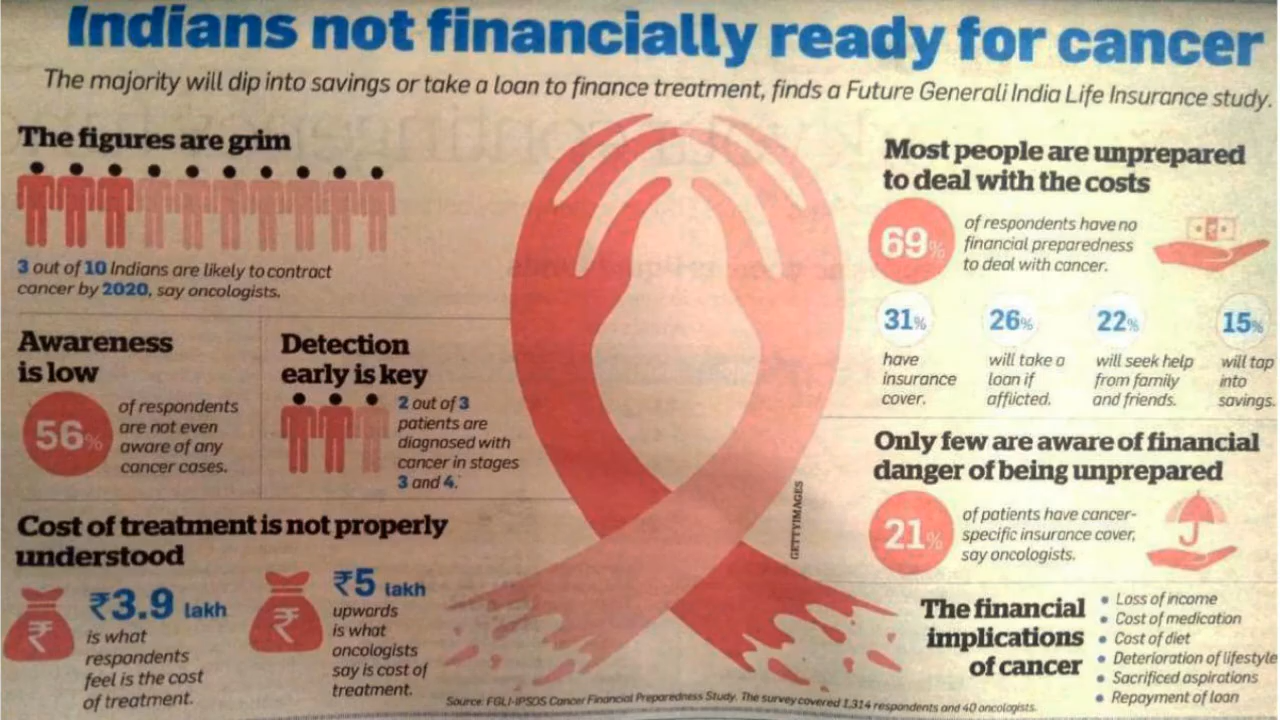 Indians not financially ready for cancer
The majority will dip into savings or take a loan to finance treatment, finds a Future Generali India Life Insurance study.
The figures are grim
3 out of 10 Indians are likely to contract
cancer by 2020, say oncologists.
Awareness
is low
56%
of respondents
are not even
aware of any
cancer cases.
Detection
early is key
2 out of 3
patients are
diagnosed with
cancer in stages
3 and 4.
Cost of treatment is not properly
understood
₹3.9 lakh
is what
respondents
feel is the cost
of treatment.
₹5 lakh
upwards
is what
oncologists
say is cost of
treatment.
Most people are unprepared
to deal with the costs
69%
of respondents have no
financial preparedness
to deal with cancer.
31%
have
insurance
cover.
26%
will take a
loan if
afflicted.
22%
will seek help
from family
and friends.
15%
will tap
into
savings.
Only few are aware of financial
danger of being unprepared
21%
of patients have cancer-
specific insurance cover,
say oncologists.
The financial
implications
of cancer
• Loss of income
• Cost of medication
• Cost of diet
• Deterioration of lifestyle
• Sacrificed aspirations
• Repayment of loan
GETTYIMAGES
Source: FGLI-IPSOS Cancer Financial Preparedness Study. The survey covered 1,314 respondents and 40 oncologists.